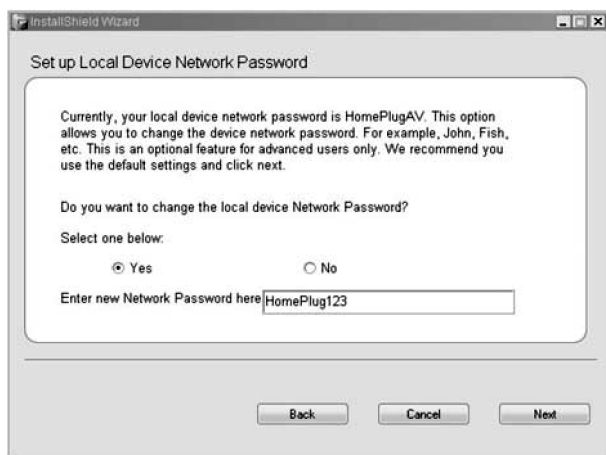 InstallShield Wizard
Set up Local Device Network Password
Currently, your local device network password is HomePlugAV. This option
allows you to change the device network password. For example, John, Fish,
etc. This is an optional feature for advanced users only. We recommend you
use the default settings and click next.
Do you want to change the local device Network Password?
Select one below:
Yes No
Enter new Network Password here HomePlug123
Back Cancel Next